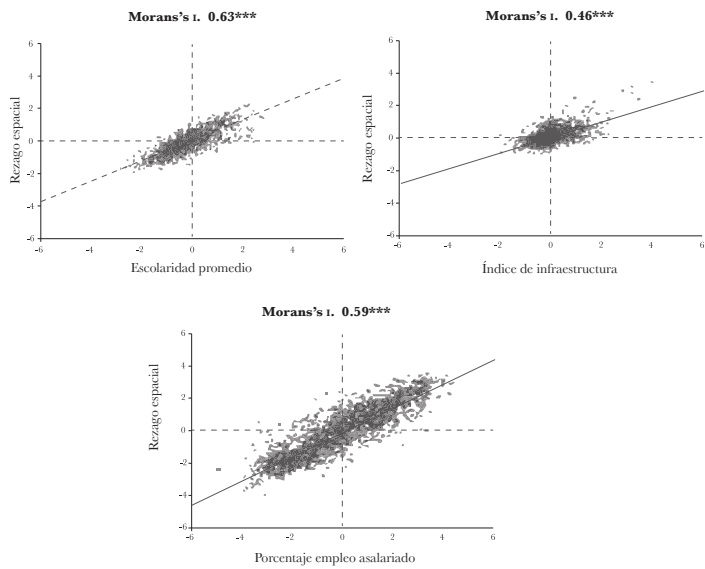 Morans's I. 0.63***
6
4
2
0
-2
-4
-6
Rezago espacial
-6 -4 -2 0 2 4 6
Escolaridad promedio
Morans's I. 0.46***
6
4
2
0
-2
-4
-6
Rezago espacial
-6 -4 -2 0 2 4 6
Índice de infraestructura
Morans's I. 0.59***
6
4
2
0
-2
-4
-6
Rezago espacial
-6 -4 -2 0 2 4 6
Porcentaje empleo asalariado